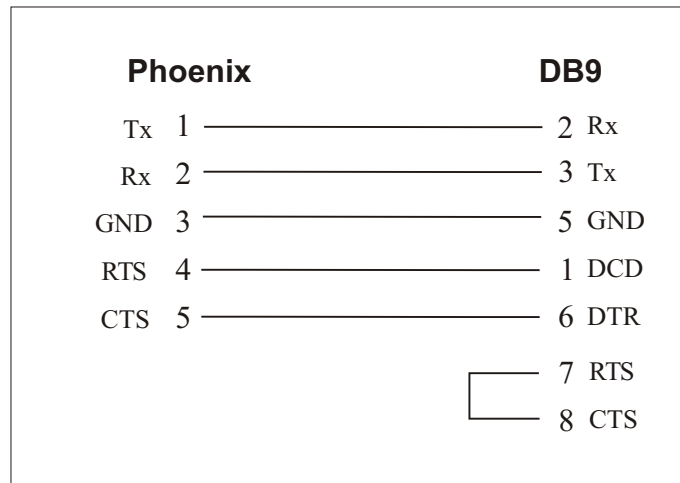 Phoenix DB9
Tx 1 2 Rx
Rx 2 3 Tx
GND 3 5 GND
RTS 4 1 DCD
CTS 5 6 DTR
7 RTS
8 CTS